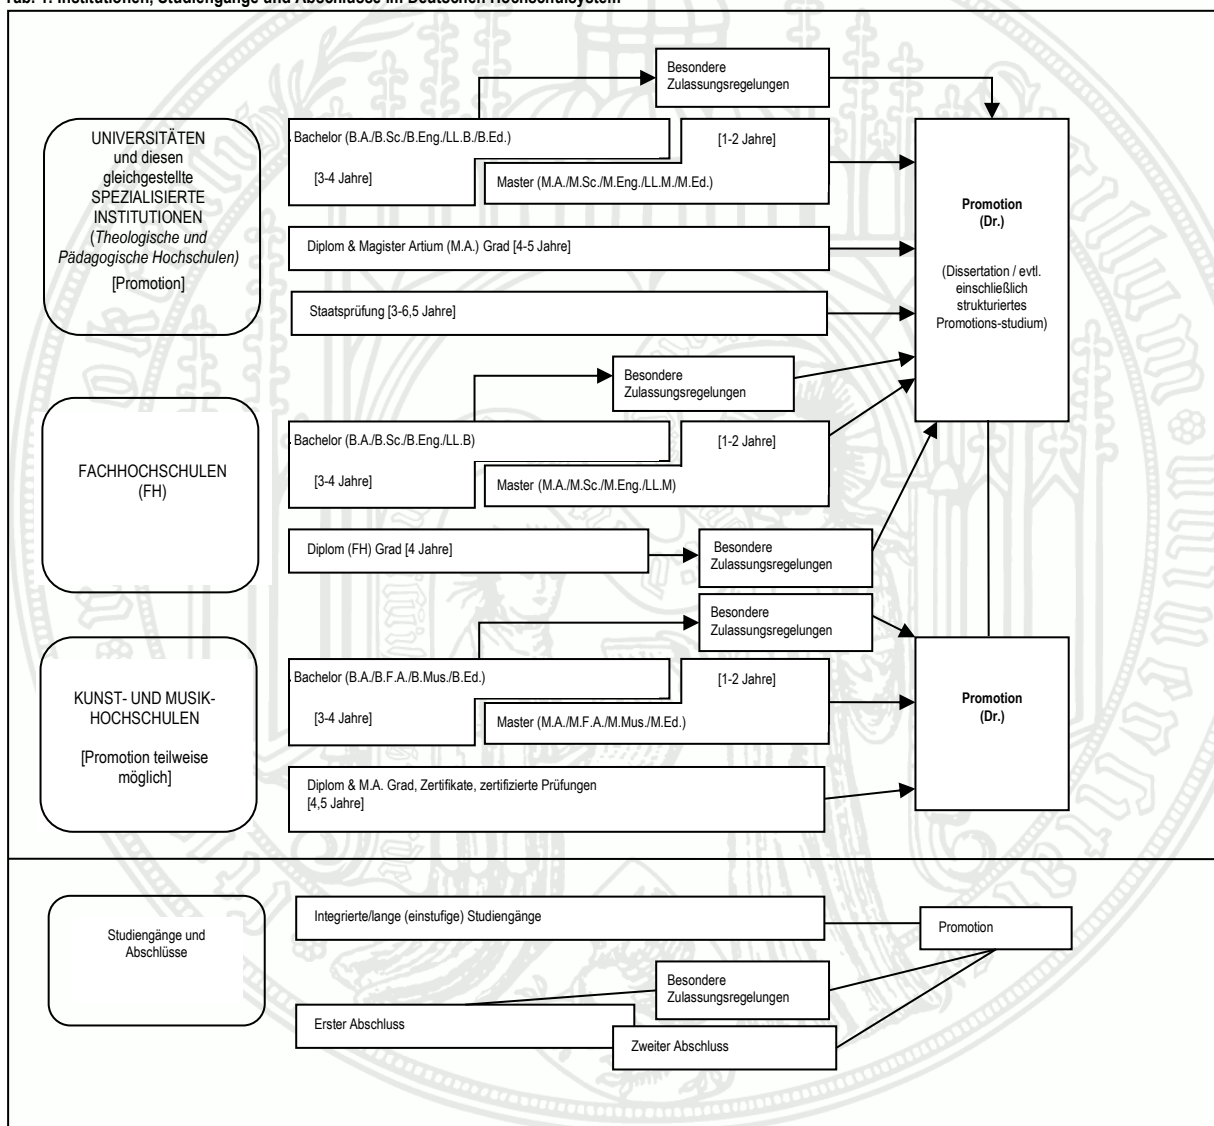 Tab. 1: Institutionen, Studiengänge und Abschlüsse im Deutschen Hochschulsystem
Besondere
Zulassungsregelungen
UNIVERSITÄTEN
und diesen
gleichgestellte
SPEZIALISIERTE
INSTITUTIONEN
(Theologische und
Pädagogische Hochschulen)
[Promotion]
Bachelor (B.A./B.Sc./B.Eng./LL.B./B.Ed.)
[3-4 Jahre]
[1-2 Jahre]
Master (M.A./M.Sc./M.Eng./LL.M./M.Ed.)
Diplom & Magister Artium (M.A.) Grad [4-5 Jahre]
Staatsprüfung [3-6,5 Jahre]
Promotion
(Dr.)
(Dissertation / evtl.
einschließlich
strukturiertes
Promotions-studium)
Besondere
Zulassungsregelungen
FACHHOCHSCHULEN
(FH)
Bachelor (B.A./B.Sc./B.Eng./LL.B)
[3-4 Jahre]
[1-2 Jahre]
Master (M.A./M.Sc./M.Eng./LL.M)
Diplom (FH) Grad [4 Jahre]
Besondere
Zulassungsregelungen
Besondere
Zulassungsregelungen
KUNST- UND MUSIK-
HOCHSCHULEN
[Promotion teilweise
möglich]
Bachelor (B.A./B.F.A./B.Mus./B.Ed.)
[3-4 Jahre]
[1-2 Jahre]
Master (M.A./M.F.A./M.Mus./M.Ed.)
Diplom & M.A. Grad, Zertifikate, zertifizierte Prüfungen
[4,5 Jahre]
Promotion
(Dr.)
Studiengänge und
Abschlüsse
Integrierte/lange (einstufige) Studiengänge
Promotion
Besondere
Zulassungsregelungen
Erster Abschluss
Zweiter Abschluss